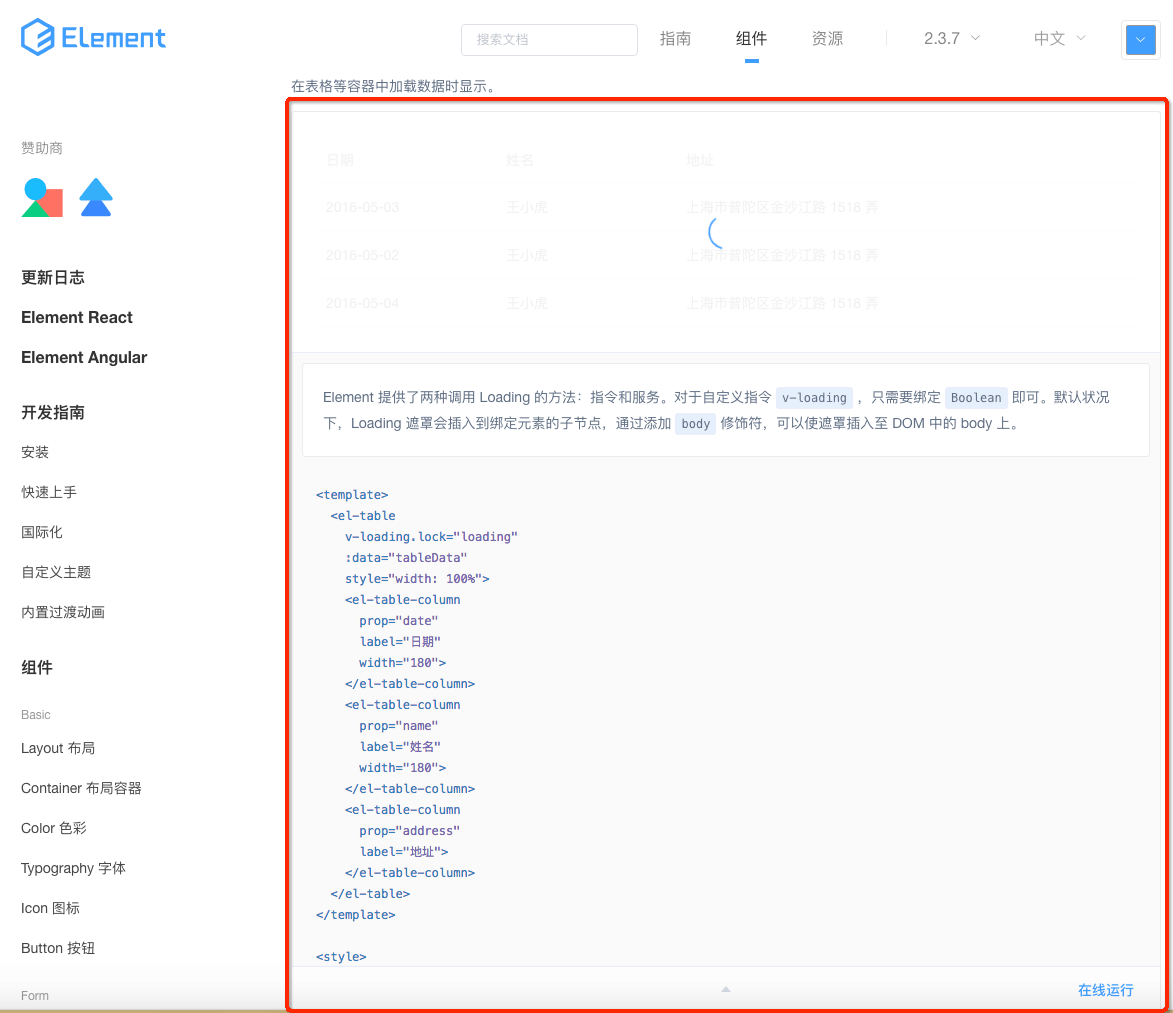 Element
搜索文档
指南
组件
资源
2.3.7
中文
在表格等容器中加载数据时显示。
赞助商
更新日志
Element React
Element Angular
开发指南
安装
快速上手
国际化
自定义主题
内置过渡动画
组件
Basic
Layout 布局
Container 布局容器
Color 色彩
Typography 字体
Icon 图标
Button 按钮
Form
日期 姓名 地址
2016-05-03 王小虎 上海市普陀区金沙江路 1518 弄
2016-05-02 王小虎 上海市普陀区金沙江路 1518 弄
2016-05-04 王小虎 上海市普陀区金沙江路 1518 弄
Element 提供了两种调用 Loading 的方法：指令和服务。对于自定义指令 v-loading ，只需要绑定 Boolean 即可。默认状况
下，Loading 遮罩会插入到绑定元素的子节点，通过添加 body 修饰符，可以使遮罩插入至 DOM 中的 body 上。
<template>
  <el-table
    v-loading.lock="loading"
    :data="tableData"
    style="width: 100%">
    <el-table-column
      prop="date"
      label="日期"
      width="180">
    </el-table-column>
    <el-table-column
      prop="name"
      label="姓名"
      width="180">
    </el-table-column>
    <el-table-column
      prop="address"
      label="地址">
    </el-table-column>
  </el-table>
</template>
<style>
在线运行